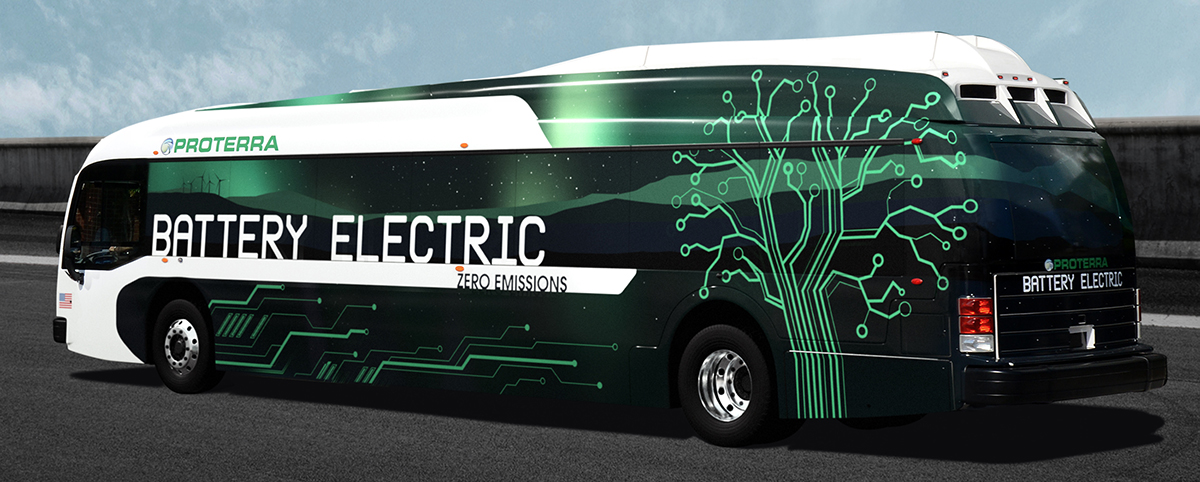 PROTERRA
BATTERY ELECTRIC
ZERO EMISSIONS
PROTERRA
BATTERY ELECTRIC